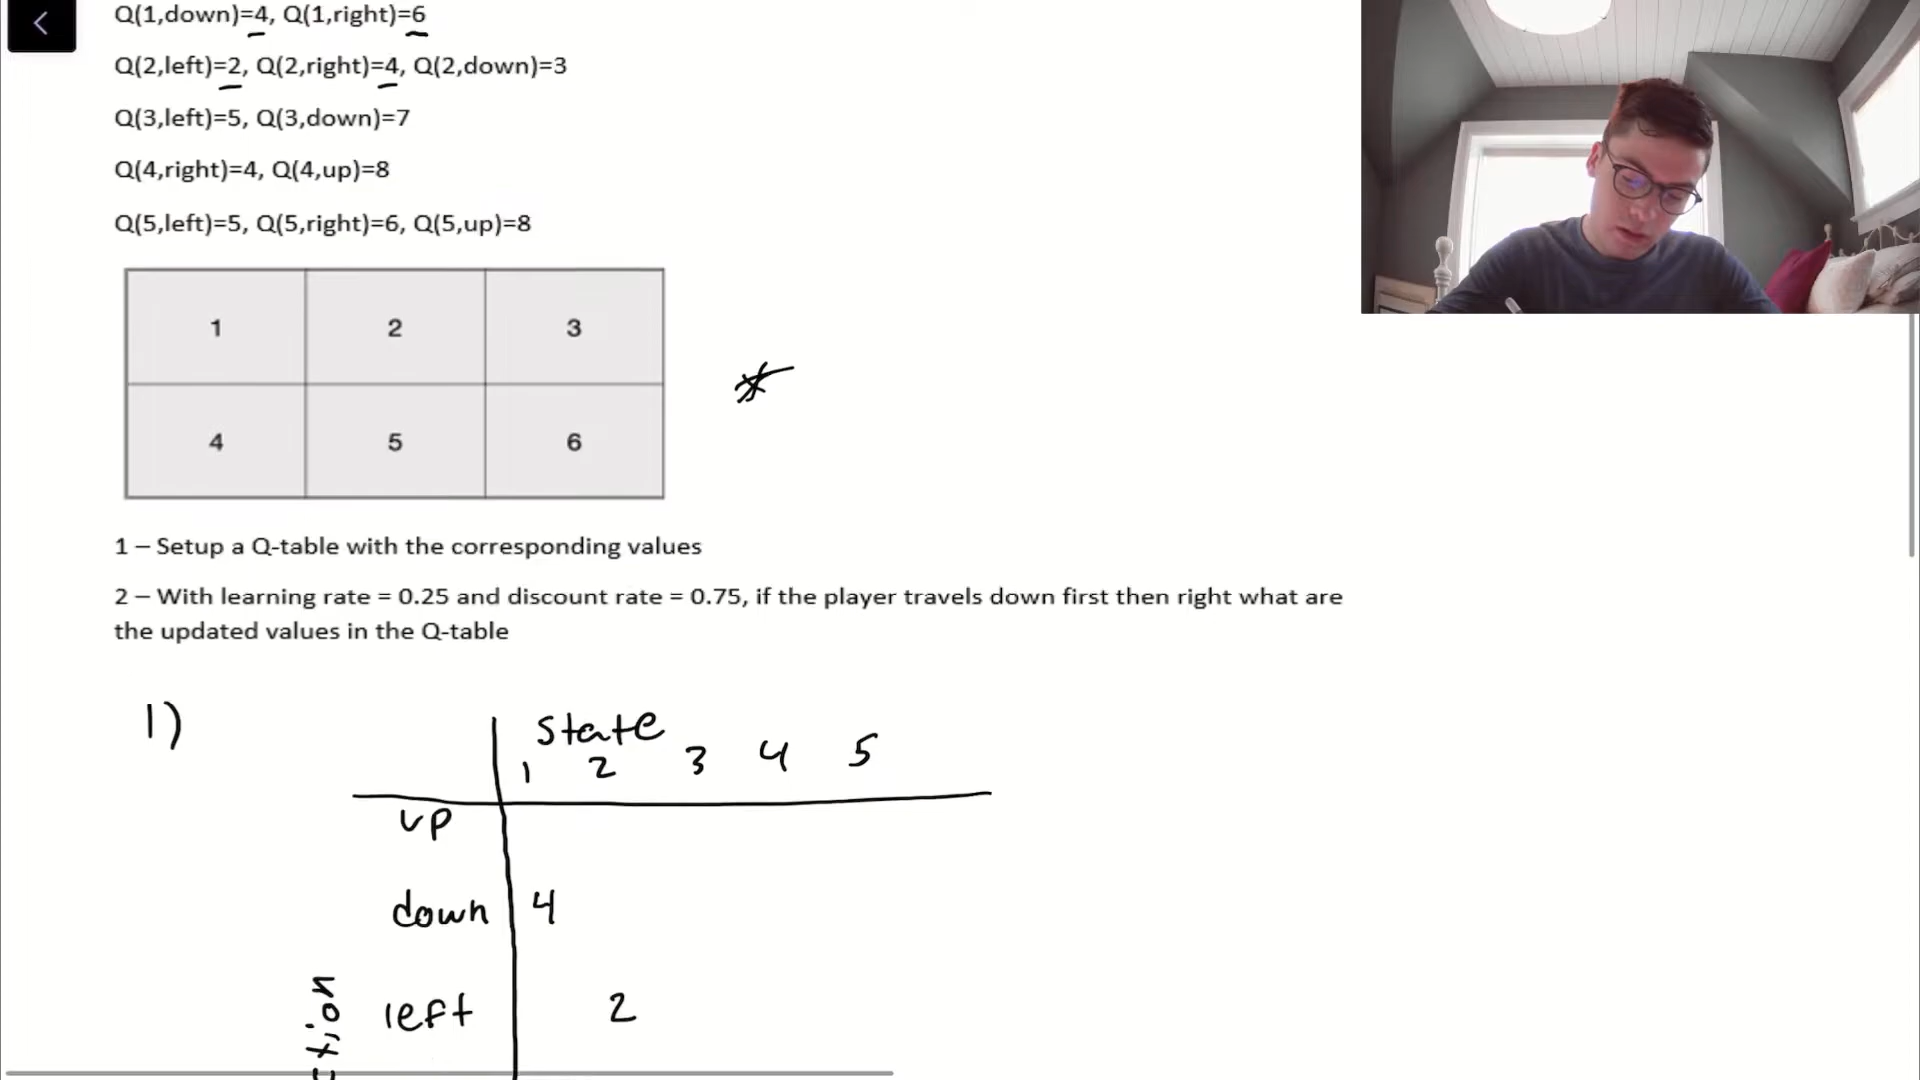 Q(1,down)=4, Q(1,right)=6
Q(2,left)=2, Q(2,right)=4, Q(2,down)=3
Q(3,left)=5, Q(3,down)=7
Q(4,right)=4, Q(4,up)=8
Q(5,left)=5, Q(5,right)=6, Q(5,up)=8
1 2 3
4 5 6
1 – Setup a Q-table with the corresponding values
2 – With learning rate = 0.25 and discount rate = 0.75, if the player travels down first then right what are
the updated values in the Q-table
1)
state
1 2 3 4 5
up
down 4
left 2